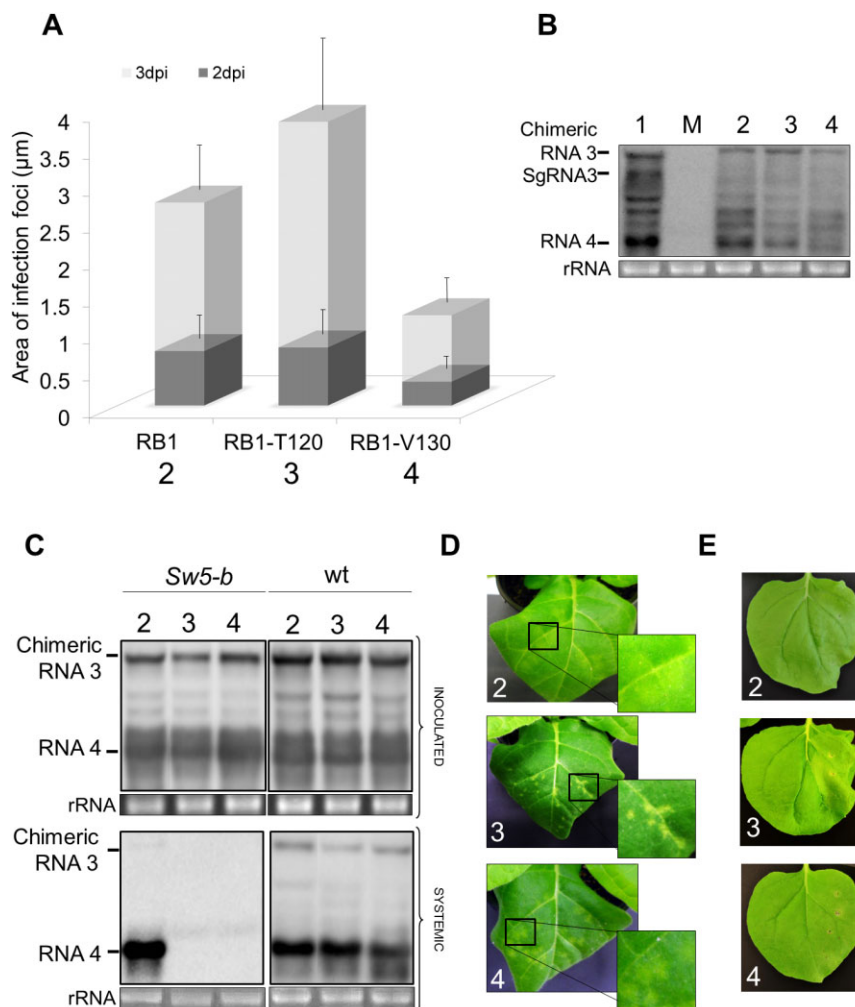 A
3dpi 2dpi
Area of infection foci (µm)
4
3.5
3
2.5
2
1.5
1
0.5
0
RB1 RB1-T120 RB1-V130
2 3 4
B
Chimeric 1 M 2 3 4
RNA 3
SgRNA3
RNA 4
rRNA
C
Sw5-b wt
2 3 4 2 3 4
Chimeric
RNA 3
RNA 4
rRNA
INOCULATED
Chimeric
RNA 3
RNA 4
rRNA
SYSTEMIC
D
2
3
4
E
2
3
4